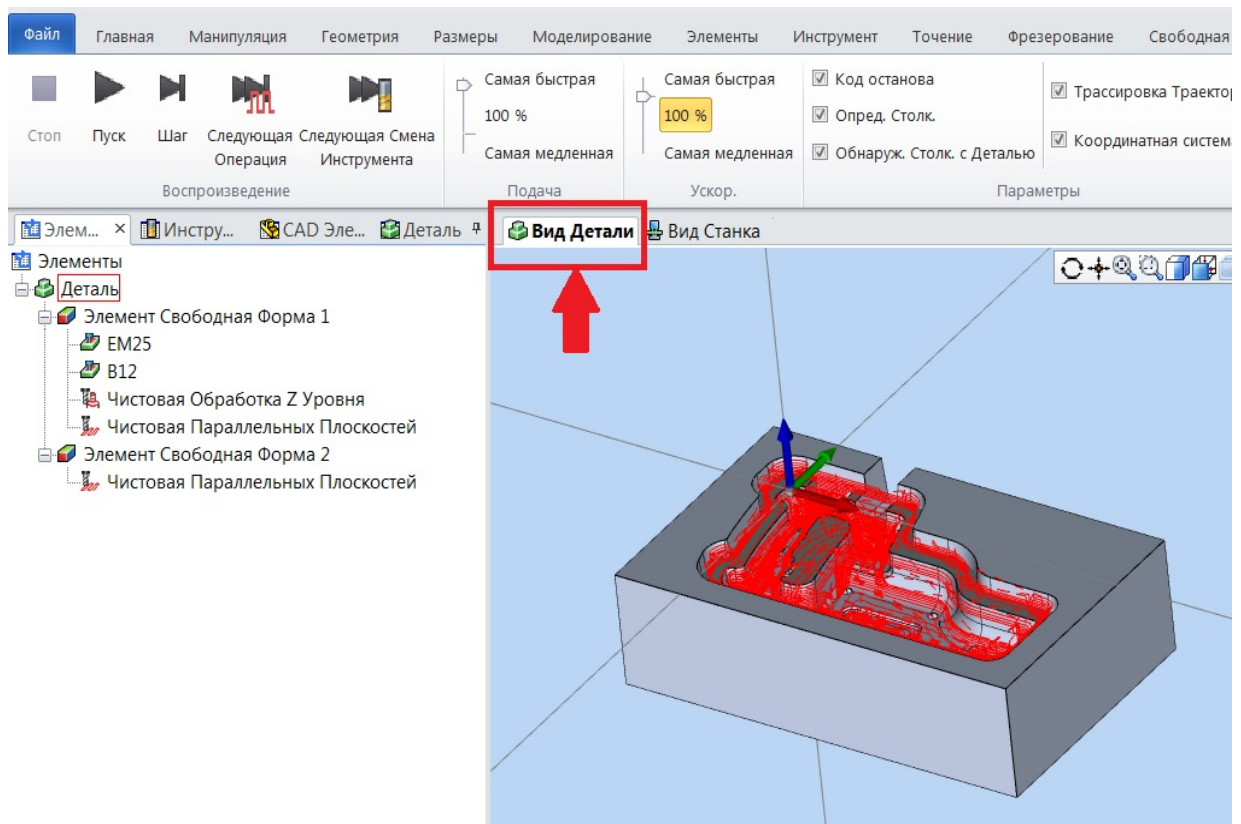 Файл Главная Манипуляция Геометрия Размеры Моделирование Элементы Инструмент Точение Фрезерование Свободная
Стоп Пуск Шаг Следующая Операция Следующая Смена Инструмента
Воспроизведение
Самая быстрая
100 %
Самая медленная
Подача
Самая быстрая
100 %
Самая медленная
Ускор.
Код останова
Опред. Столк.
Обнаруж. Столк. с Деталью
Трассировка Траектор
Координатная систем
Параметры
Элем... Инстру... CAD Эле... Деталь Вид Детали Вид Станка
Элементы
Деталь
Элемент Свободная Форма 1
EM25
B12
Чистовая Обработка Z Уровня
Чистовая Параллельных Плоскостей
Элемент Свободная Форма 2
Чистовая Параллельных Плоскостей